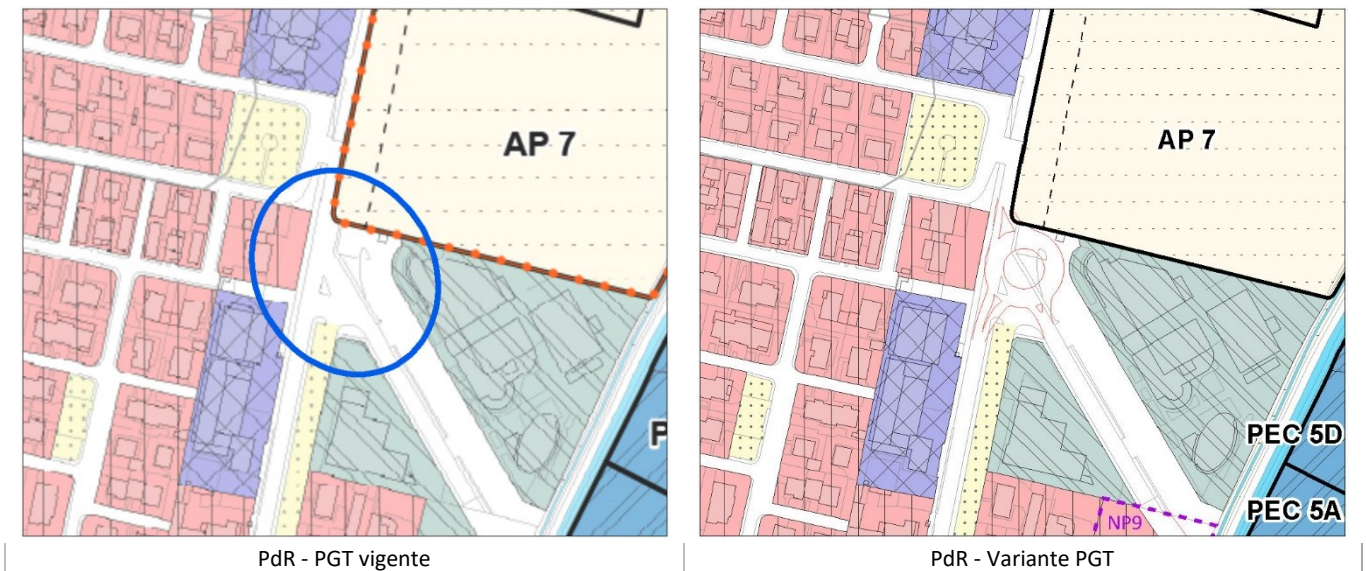 AP 7
P
PdR - PGT vigente
AP 7
PEC 5D
PEC 5A
NP9
PdR - Variante PGT